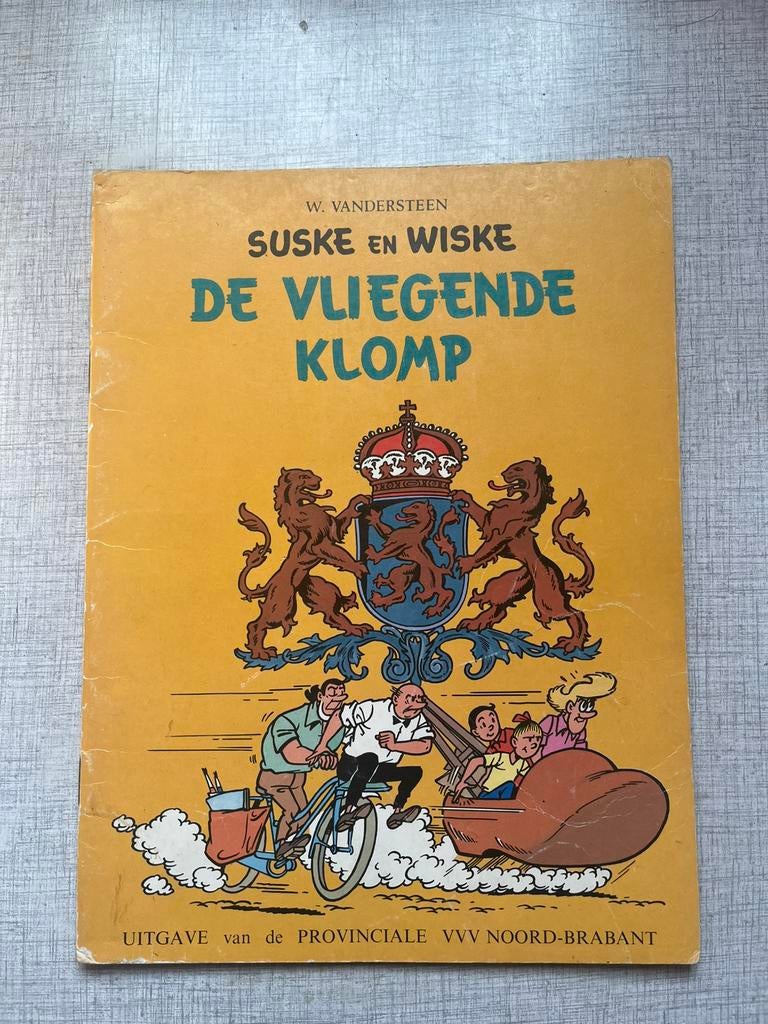 W. VANDERSTEEN
SUSKE EN WISKE
DE VLIEGENDE
KLOMP
UITGAVE van de PROVINCIALE VVV NOORD-BRABANT